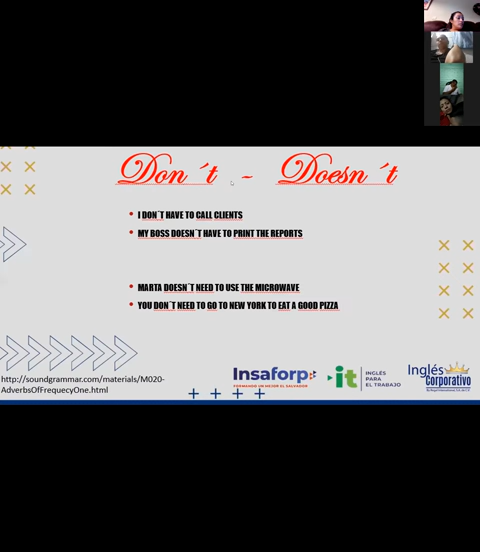 Don´t - Doesn´t
• I DON`T HAVE TO CALL CLIENTS
• MY BOSS DOESN`T HAVE TO PRINT THE REPORTS
• MARTA DOESN`T NEED TO USE THE MICROWAVE
• YOU DON`T NEED TO GO TO NEW YORK TO EAT A GOOD PIZZA
http://soundgrammar.com/materials/M020-
AdverbsOfFrequecyOne.html
Insaforp
FORMANDO UN MEJOR EL SALVADOR
it
INGLÉS
PARA
EL TRABAJO
Inglés
Corporativo